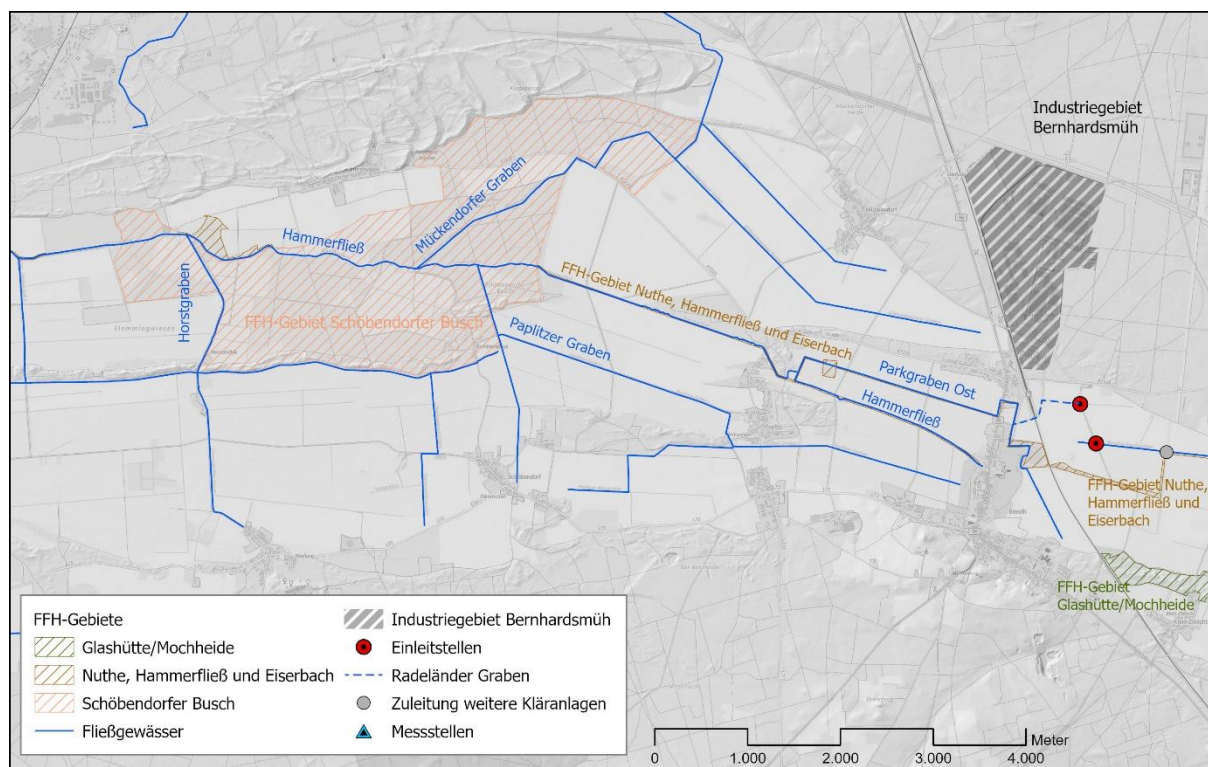 Industriegebiet
Bernhardsmüh
Mückendorfer Graben
Hammerfließ
Horstgraben
FFH-Gebiet Schöbendorfer Busch
FFH-Gebiet Nuthe, Hammerfließ und Eiserbach
Paplitzer Graben
Mückendorf
Parkgraben Ost
Hammerfließ
FFH-Gebiet Nuthe,
Hammerfließ und
Eiserbach
Schöbendorf
Baruth
FFH-Gebiet
Glashütte/Mochheide
FFH-Gebiete
Glashütte/Mochheide
Nuthe, Hammerfließ und Eiserbach
Schöbendorfer Busch
Fließgewässer
Industriegebiet Bernhardsmüh
Einleitstellen
Radeländer Graben
Zuleitung weitere Kläranlagen
Messstellen
Meter
0 1.000 2.000 3.000 4.000